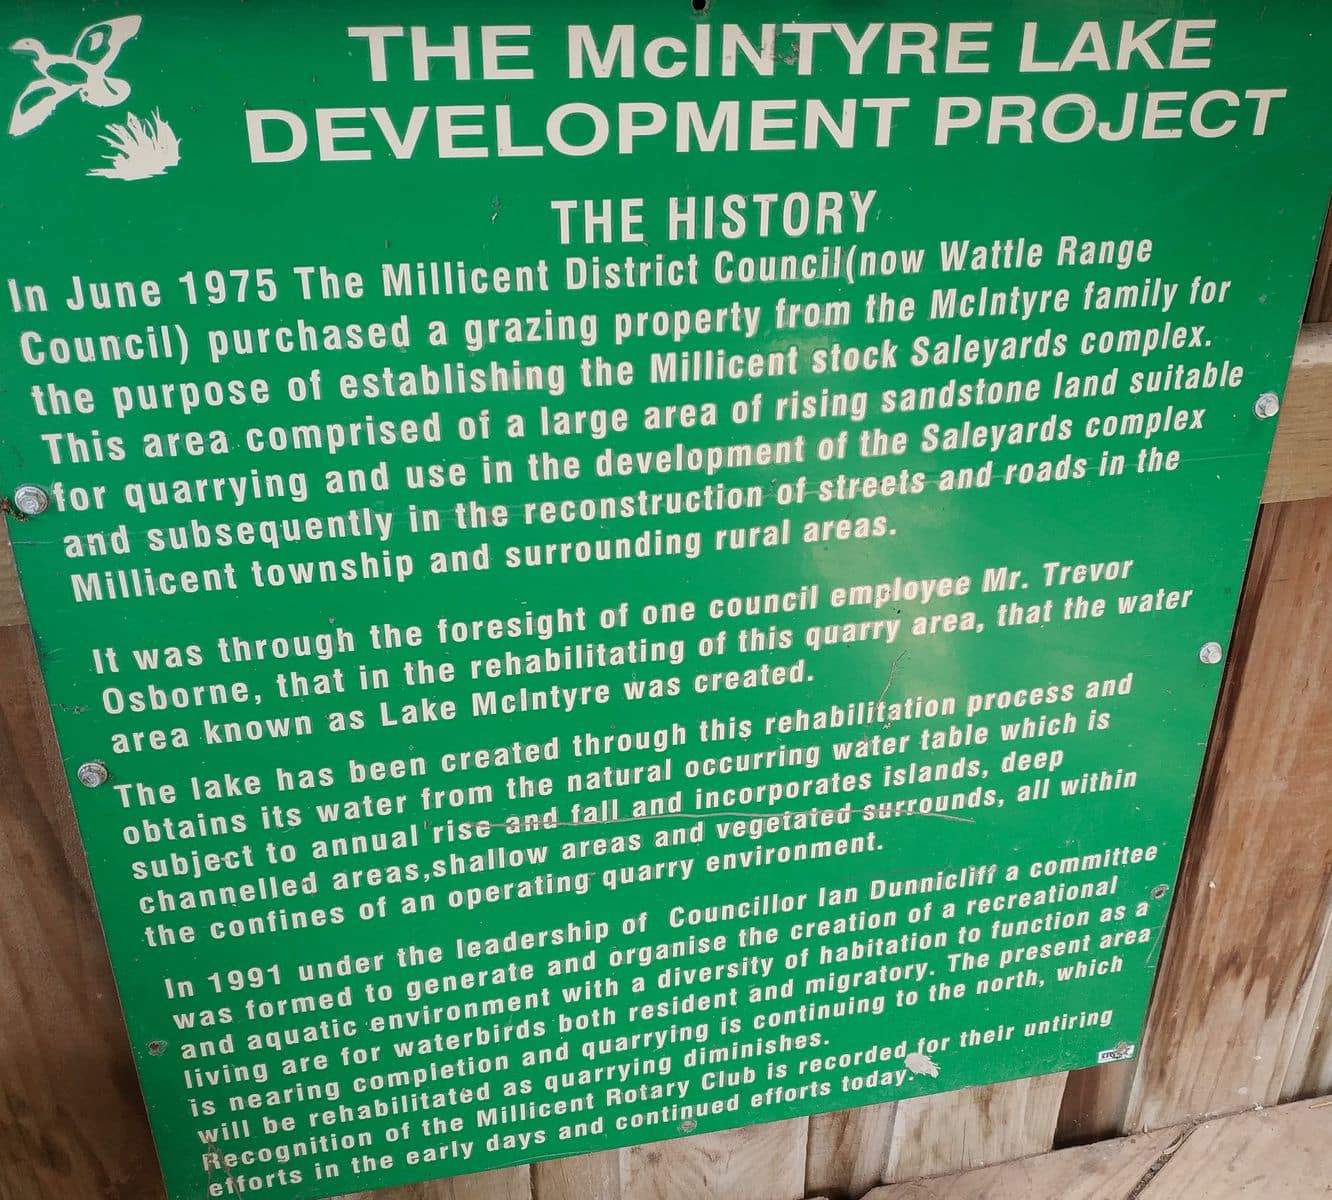 THE McINTYRE LAKE
DEVELOPMENT PROJECT
THE HISTORY
In June 1975 The Millicent District Council(now Wattle Range
Council) purchased a grazing property from the McIntyre family for
the purpose of establishing the Millicent stock Saleyards complex.
This area comprised of a large area of rising sandstone land suitable
for quarrying and use in the development of the Saleyards complex
and subsequently in the reconstruction of streets and roads in the
Millicent township and surrounding rural areas.
It was through the foresight of one council employee Mr. Trevor
Osborne, that in the rehabilitating of this quarry area, that the water
area known as Lake McIntyre was created.
The lake has been created through this rehabilitation process and
obtains its water from the natural occurring water table which is
subject to annual rise and fall and incorporates islands, deep
channelled areas,shallow areas and vegetated surrounds, all within
the confines of an operating quarry environment.
In 1991 under the leadership of Councillor Ian Dunnicliff a committee
was formed to generate and organise the creation of a recreational
and aquatic environment with a diversity of habitation to function as a
living are for waterbirds both resident and migratory. The present area
is nearing completion and quarrying is continuing to the north, which
will be rehabilitated as quarrying diminishes.
Recognition of the Millicent Rotary Club is recorded for their untiring
efforts in the early days and continued efforts today.